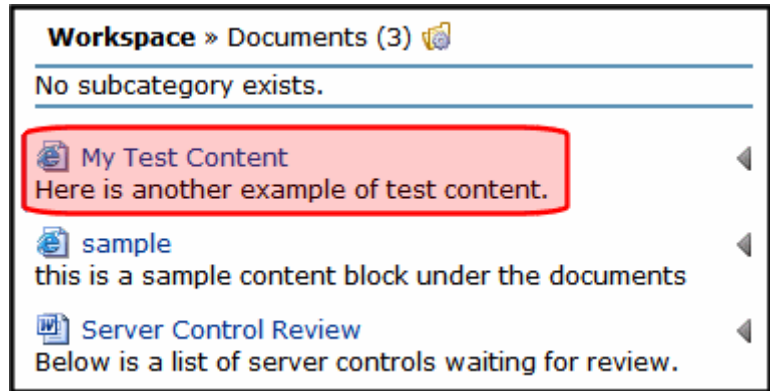 Workspace » Documents (3)
No subcategory exists.
My Test Content
Here is another example of test content.
sample
this is a sample content block under the documents
Server Control Review
Below is a list of server controls waiting for review.